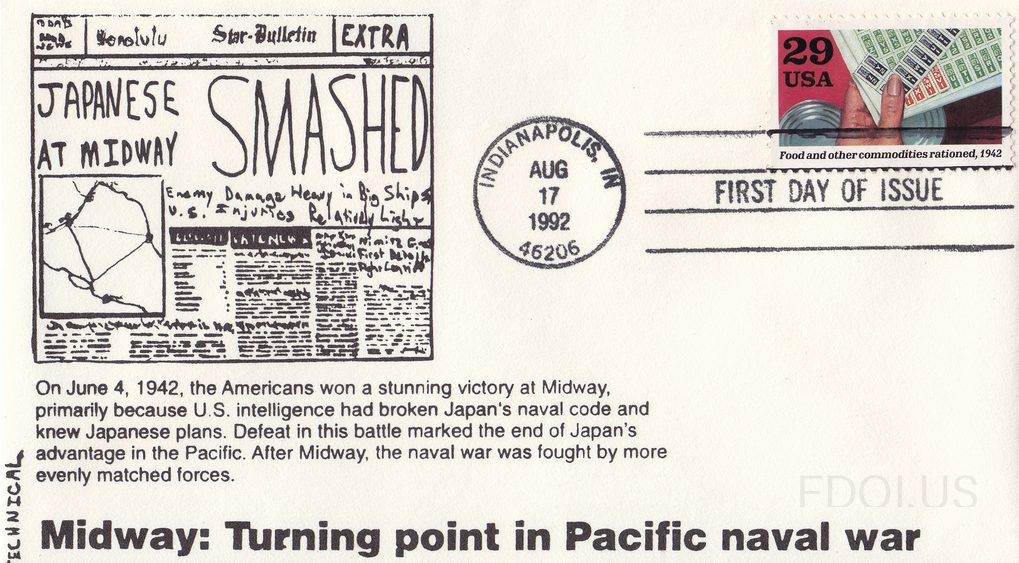 Honolulu Star-Bulletin EXTRA
JAPANESE
AT MIDWAY
SMASHED
Enemy Damage Heavy in Big Ships
U.S. Injuries Relatively Light
29
USA
Food and other commodities rationed, 1942
INDIANAPOLIS, IN
AUG
17
1992
46206
FIRST DAY OF ISSUE
On June 4, 1942, the Americans won a stunning victory at Midway,
primarily because U.S. intelligence had broken Japan's naval code and
knew Japanese plans. Defeat in this battle marked the end of Japan's
advantage in the Pacific. After Midway, the naval war was fought by more
evenly matched forces.
ECHNICAL
FDOI.US
Midway: Turning point in Pacific naval war